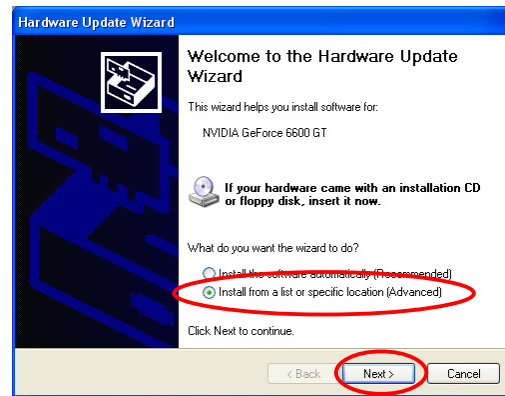 Hardware Update Wizard
Welcome to the Hardware Update
Wizard
This wizard helps you install software for:
NVIDIA GeForce 6600 GT
If your hardware came with an installation CD
or floppy disk, insert it now.
What do you want the wizard to do?
Install the software automatically (Recommended)
Install from a list or specific location (Advanced)
Click Next to continue.
< Back Next > Cancel